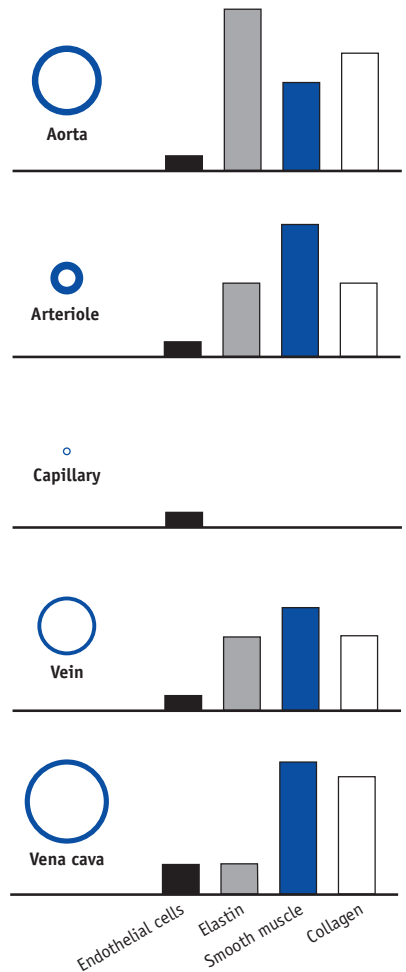 Aorta
Arteriole
Capillary
Vein
Vena cava
Endothelial cells
Elastin
Smooth muscle
Collagen